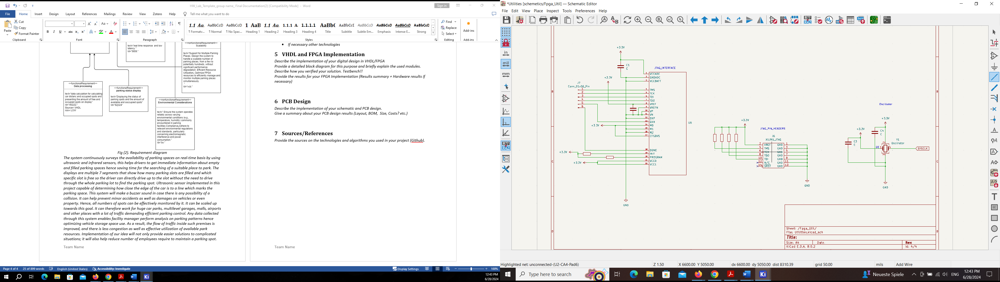 HW_Lab_Template_group name_ Final Documentation(2) [Compatibility Mode] - Word
Sign in
File Home Insert Design Layout References Mailings Review View Zotero Help Tell me what you want to do
Paste
Cut
Copy
Format Painter
Clipboard
Font
Paragraph
1.1 Aa. AaBbCcD AaBbCcD 1 AaB 1.1 Aa. 1.1.1 A: 1.1.1.1 AaBb( AaBbCcD AaBbCcD AaBbCcD AaBbCcD AaBbCcD
¶ Formatv... ¶ Normal ¶ No Spac... Heading 1 Heading 2 Heading 3 Heading 4 Title Subtitle Subtle Em... Emphasis Intense E... Strong
Styles
Find
Replace
Select
Editing
Add-ins
Add-ins
text="real time response and low
latency "
Id="5659."
<<nonfunctionalRequirement>>
Scalability
text="Support for Multiple Parking
Places. Design the system to
handle a scalable number of
parking places, from a few to
potentially hundreds, without
significant performance
degradation. Efficient Resource
Utilization, Optimize FPGA
resources to efficiently manage and
monitor multiple parking places
simultaneously.
"
Id="vcb."
<<functionalRequirement>>
Data processing
text="data calculation for calculating
car distanc and occupied spots and
presenting the amount of free and
occupied spots on display"
Id="452j32."
Source= VHDL
risk= LOW
<<functionalRequirement>>
parking status display
text="Displaying the status of
parking spots and the amount of
available and ooccupied spots"
Id="62j324"
<<nonfunctionalRequirement>>
Environmental Considerations
text=" Ensure the system operates
reliably across varying
environmental conditions (e.g.,
temperature, humidity) commonly
encountered in parking
facilities.Compliance,Adhere to
relevant environmental regulations
and standards, particularly
concerning electromagnetic
interference and power
consumption."
Id="bv."
Fig (2). Requirement diagram
The system continuously surveys the availability of parking spaces on real-time basis by using
ultrasonic and infrared sensors, this helps drivers to get immediate information about empty
and filled parking spaces hence saving time for the searching of a suitable place to park. The
displays are multiple 7 segments that show how many parking slots are filled and which
specific slot is free so the driver can directly drive up to the slot without the need to drive
through the whole parking lot to find the parking spot. Ultrasonic sensor implemented in this
project capable of determining how close the edge of the car is to a line which marks the
parking space. This system will make a buzzer sound in case there is any possibility of a
collision. It can help prevent minor accidents as well as damages on vehicles or even
property. Hence, all numbers of spots can be effectively monitored by it. It can be scaled up
towards this goal. It can therefore work for huge car parks, multilevel garages, malls, airports
and other places with a lot of traffic demanding efficient parking control. Any data collected
through this system enables facility manager perform analysis on parking patterns hence
optimizing vehicle storage space use. As a result, the flow of traffic inside such premises is
improved, and there is less congestion as well as effective utilization of available park
resources. Implementation of our idea will not only provide easier solutions to complicated
situations; it will also help reduce number of employees require to maintain a parking spot.
Team Name
• If necessary other technologies
5 VHDL and FPGA Implementation
Describe the implementation of your digital design in VHDL/FPGA
Provide a detailed block diagram for this purpose and briefly explain the used modules.
Describe how you verified your solution. Testbench!!
Provide the results for your FPGA Implementation (Results summary + Hardware results if
necessary)
6 PCB Design
Describe the implementation of your schematic and PCB design.
Give a summary about your PCB design results (Layout, BOM, Size, Costs? etc.)
7 Sources/References
Provide the sources on the technologies and algorithms you used in your project (Github).
Team Name
Page 4 of 4 25 of 899 words English (United States) Accessibility: Investigate
Display Settings
100%
12:43 PM
6/28/2024
*Utilities [schemetics/Fpga_Util] — Schematic Editor
File Edit View Place Inspect Tools Preferences Help
in
mil
mm
R??
R42
+3.3V
C1
C
JTAG_INTERFACE
+3.3V
J7
Conn_01x06_Pin
1
2
3
4
5
6
VCCADC
GNDADC
VCCBATT
TMS
TCK
TDI
TDO
VREF
VREFN
VP
VN
DXP
DXN
M0
M1
M2
CFGBVS
DONE
INIT
PROGRAM
VCCO
VCC1
U6
+3.3V
+3.3V
+3.3V
GND
+3.3V
JTAG_PIN_HEADERS
J6
XILINX_JTAG
2 VREF GND 1
4 TMS GND 3
6 TCK GND 5
8 TDO GND 7
10 TDI GND 9
12 N/C GND 11
14 SRST GND 13
GND
Oscillator
+3.3V
+3.3V
C4
C
C3
C
Y1
Oscillator
OE
SYSCLK
GND
B
C
D
B
C
D
Sheet: /Fpga_Util/
File: Utilities.kicad_sch
Title:
Size: A4 Date: Rev:
KiCad E.D.A. 8.0.2 Id: 4/4
Highlighted net: unconnected-(U2-CA4-Pad6)
Z 1.50 X 6600.00 Y 5050.00 dx 6600.00 dy 5050.00 dist 8310.39 grid 50.00 mils Add Wire
Type here to search
Neueste Spiele
ENG
12:43 PM
6/28/2024